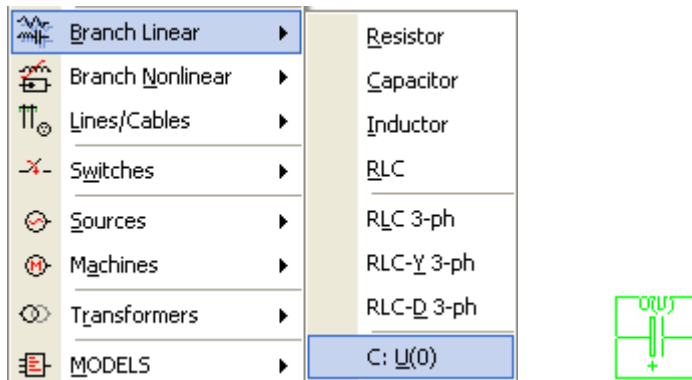 Branch Linear
Branch Nonlinear
Lines/Cables
Switches
Sources
Machines
Transformers
MODELS
Resistor
Capacitor
Inductor
RLC
RLC 3-ph
RLC-Y 3-ph
RLC-D 3-ph
C: U(0)
U(0)
+